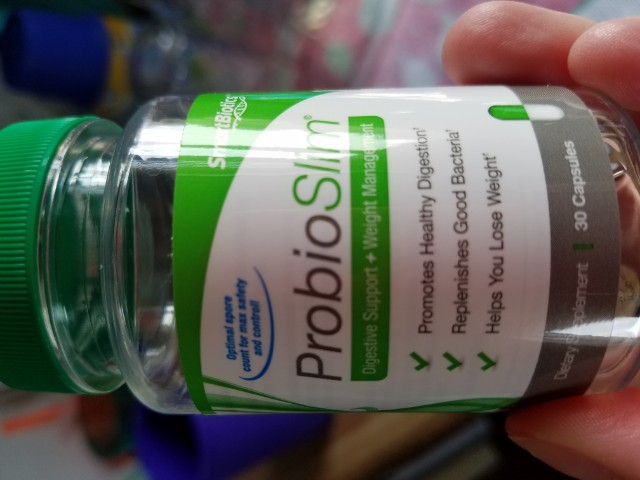 SmartBiotics
ProbioSlim®
Digestive Support + Weight Management
Optimal spore
count for max safety
and control!
Promotes Healthy Digestion†
Replenishes Good Bacteria†
Helps You Lose Weight†
Dietary Supplement
30 Capsules